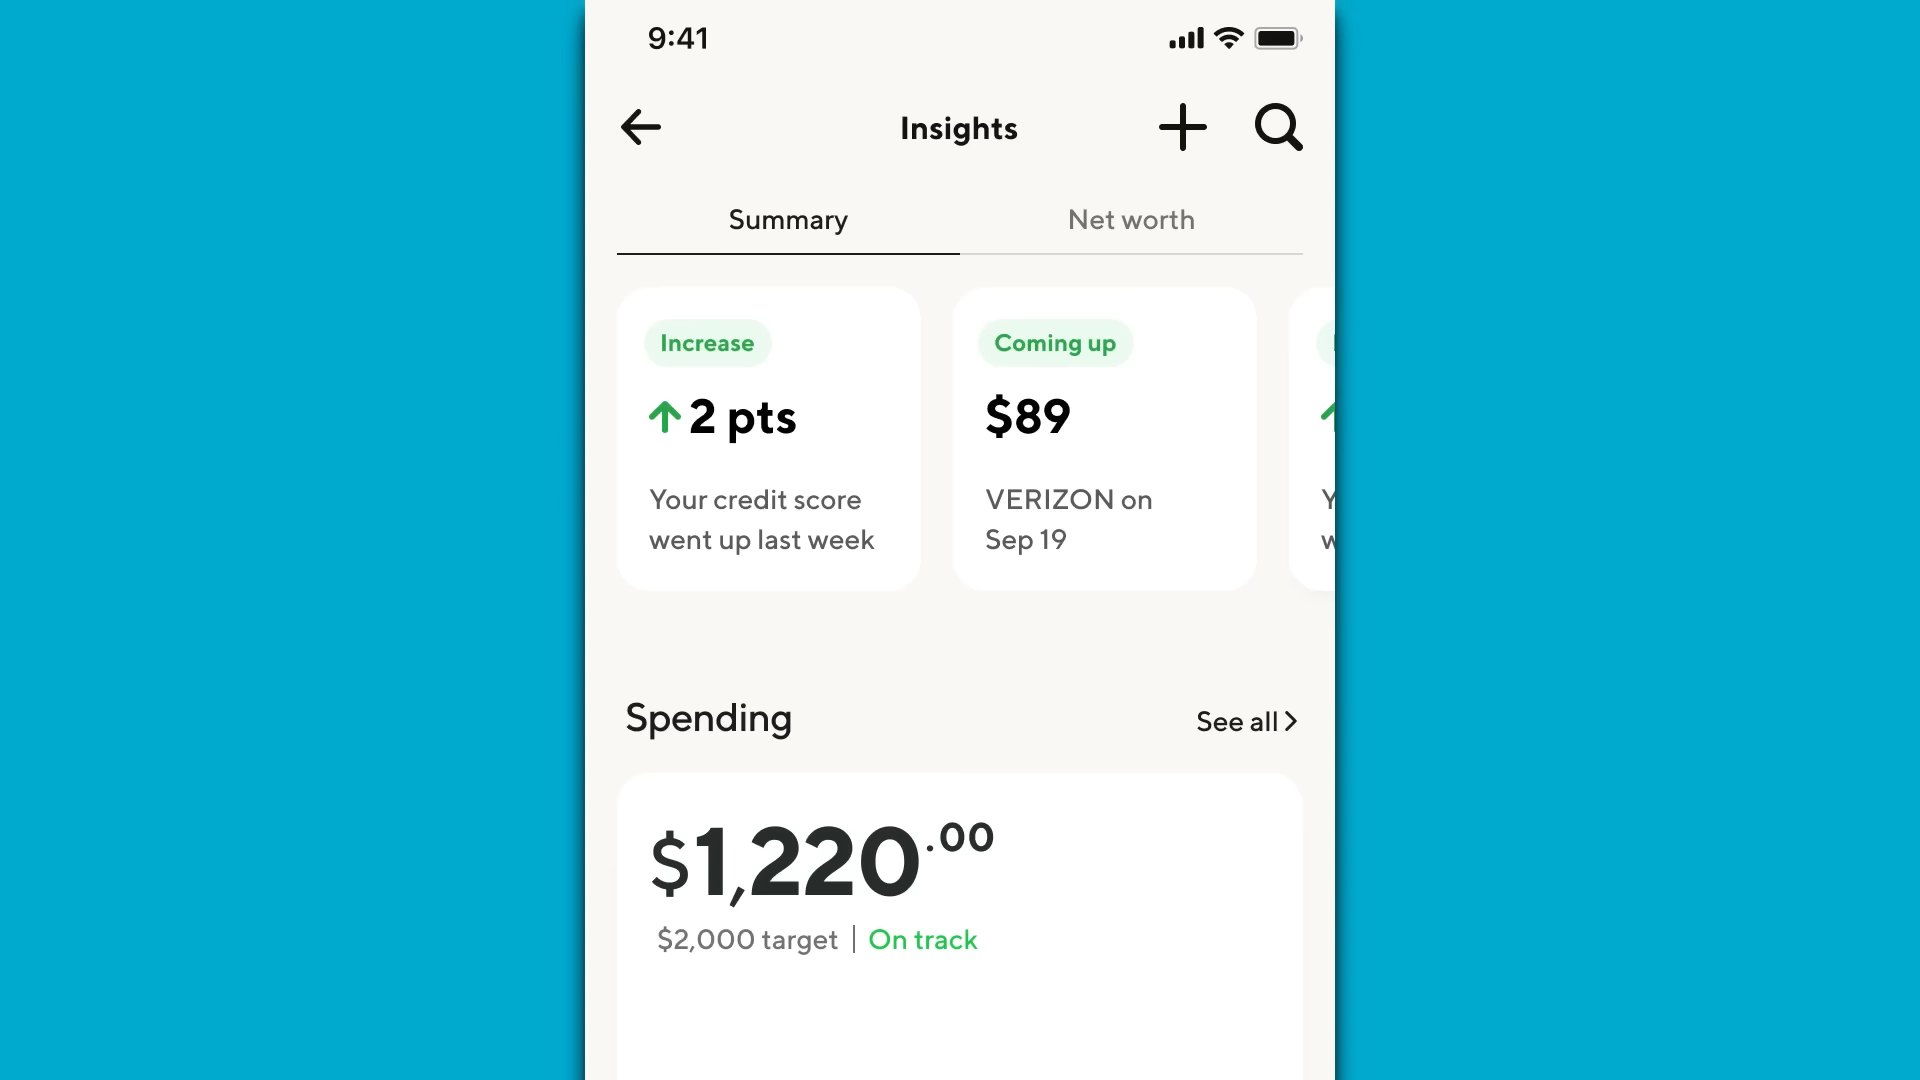 9:41
Insights
Summary
Net worth
Increase
2 pts
Your credit score
went up last week
Coming up
$89
VERIZON on
Sep 19
Spending
See all
$1,220.00
$2,000 target | On track